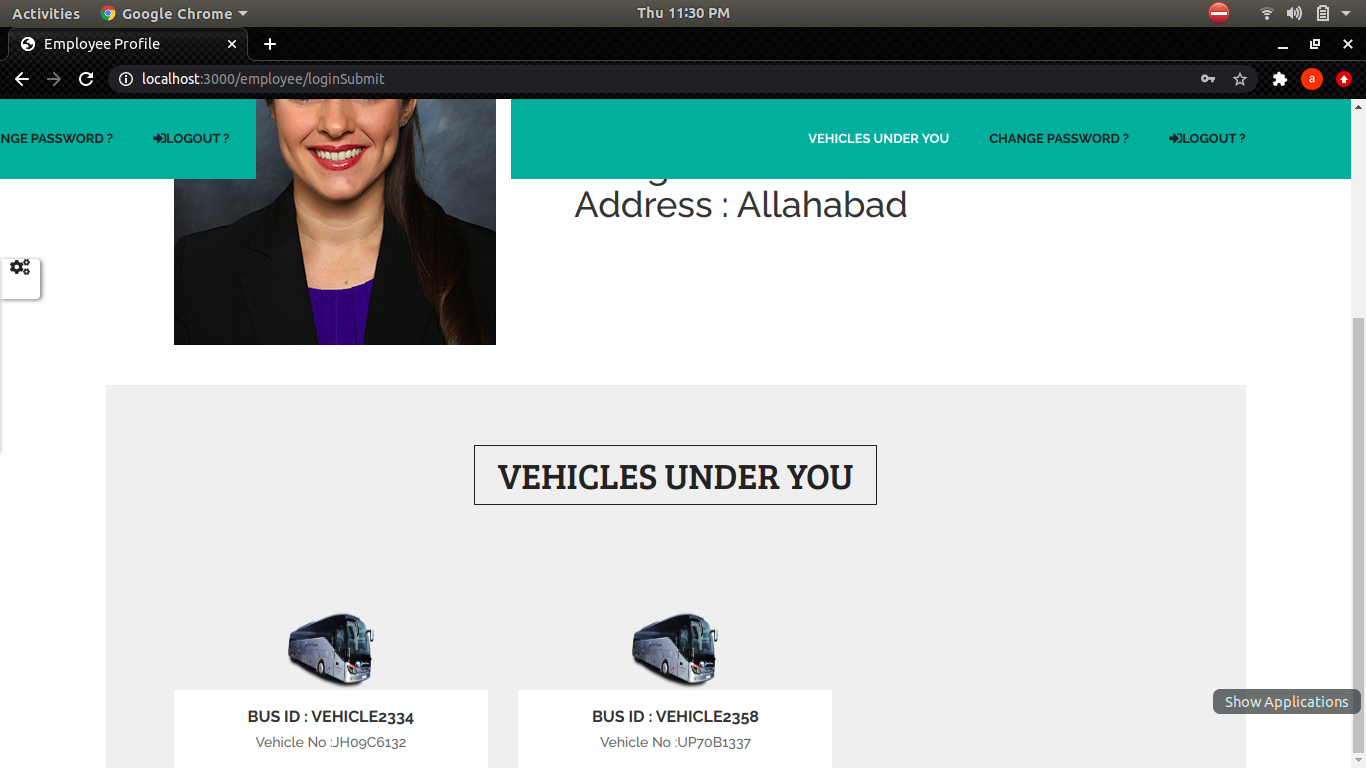 Activities Google Chrome Thu 11:30 PM
Employee Profile
localhost:3000/employee/loginSubmit a
NGE PASSWORD ? LOGOUT ? VEHICLES UNDER YOU CHANGE PASSWORD ? LOGOUT ?
Address : Allahabad
VEHICLES UNDER YOU
Show Applications
BUS ID : VEHICLE2334 BUS ID : VEHICLE2358
Vehicle No :JH09C6132 Vehicle No :UP70B1337